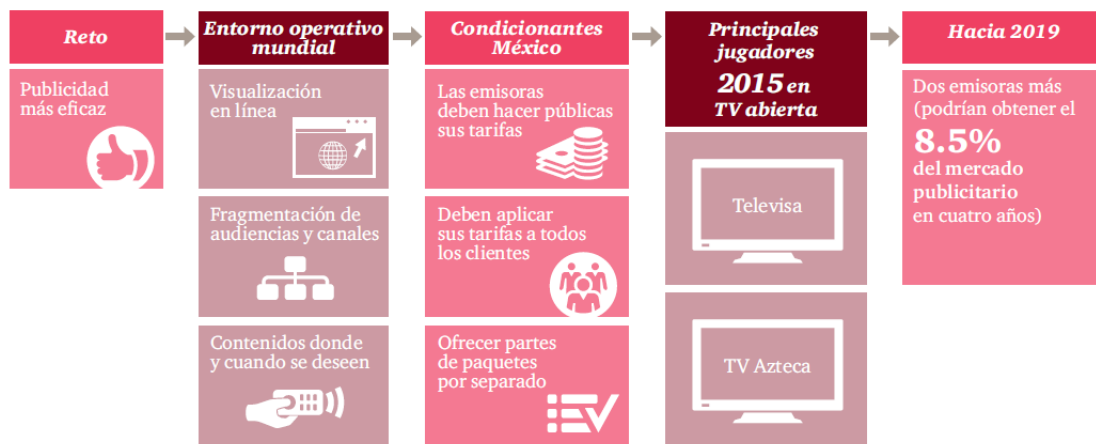 Reto
Publicidad
más eficaz
Entorno operativo
mundial
Visualización
en línea
Fragmentación de
audiencias y canales
Contenidos donde
y cuando se deseen
Condicionantes
México
Las emisoras
deben hacer públicas
sus tarifas
Deben aplicar
sus tarifas a todos
los clientes
Ofrecer partes
de paquetes
por separado
Principales
jugadores
2015 en
TV abierta
Televisa
TV Azteca
Hacia 2019
Dos emisoras más
(podrían obtener el
8.5%
del mercado
publicitario
en cuatro años)